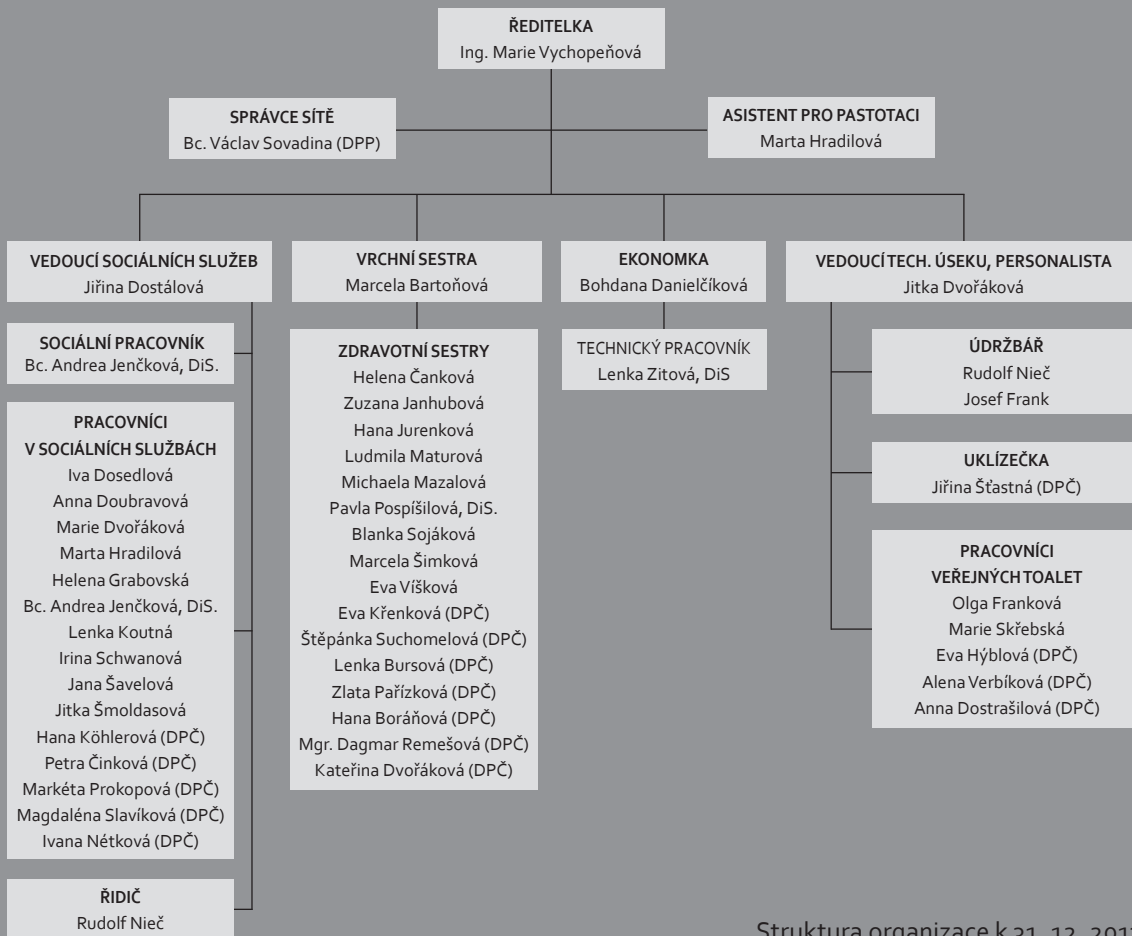 ŘEDITELKA
Ing. Marie Vychopeňová
SPRÁVCE SÍTĚ
Bc. Václav Sovadina (DPP)
ASISTENT PRO PASTOTACI
Marta Hradilová
VEDOUCÍ SOCIÁLNÍCH SLUŽEB
Jiřina Dostálová
SOCIÁLNÍ PRACOVNÍK
Bc. Andrea Jenčková, DiS.
PRACOVNÍCI
V SOCIÁLNÍCH SLUŽBÁCH
Iva Dosedlová
Anna Doubravová
Marie Dvořáková
Marta Hradilová
Helena Grabovská
Bc. Andrea Jenčková, DiS.
Lenka Koutná
Irina Schwanová
Jana Šavelová
Jitka Šmoldasová
Hana Köhlerová (DPČ)
Petra Činková (DPČ)
Markéta Prokopová (DPČ)
Magdaléna Slavíková (DPČ)
Ivana Nétková (DPČ)
ŘIDIČ
Rudolf Nieč
VRCHNÍ SESTRA
Marcela Bartoňová
ZDRAVOTNÍ SESTRY
Helena Čanková
Zuzana Janhubová
Hana Jurenková
Ludmila Maturová
Michaela Mazalová
Pavla Pospíšilová, DiS.
Blanka Sojáková
Marcela Šimková
Eva Víšková
Eva Křenková (DPČ)
Štěpánka Suchomelová (DPČ)
Lenka Bursová (DPČ)
Zlata Pařízková (DPČ)
Hana Boráňová (DPČ)
Mgr. Dagmar Remešová (DPČ)
Kateřina Dvořáková (DPČ)
EKONOMKA
Bohdana Danielčíková
TECHNICKÝ PRACOVNÍK
Lenka Zitová, DiS
VEDOUCÍ TECH. ÚSEKU, PERSONALISTA
Jitka Dvořáková
ÚDRŽBÁŘ
Rudolf Nieč
Josef Frank
UKLÍZEČKA
Jiřina Šťastná (DPČ)
PRACOVNÍCI
VEŘEJNÝCH TOALET
Olga Franková
Marie Skřebská
Eva Hýblová (DPČ)
Alena Verbíková (DPČ)
Anna Dostrašilová (DPČ)
Struktura organizace k 31. 12.